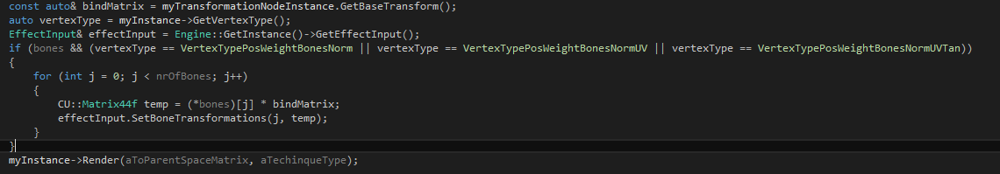 const auto& bindMatrix = myTransformationNodeInstance.GetBaseTransform();
auto vertexType = myInstance->GetVertexType();
EffectInput& effectInput = Engine::GetInstance()->GetEffectInput();
if (bones && (vertexType == VertexTypePosWeightBonesNorm || vertexType == VertexTypePosWeightBonesNormUV || vertexType == VertexTypePosWeightBonesNormUVTan))
{
    for (int j = 0; j < nrOfBones; j++)
    {
        CU::Matrix44f temp = (*bones)[j] * bindMatrix;
        effectInput.SetBoneTransformations(j, temp);
    }
}
myInstance->Render(aToParentSpaceMatrix, aTechinqueType);